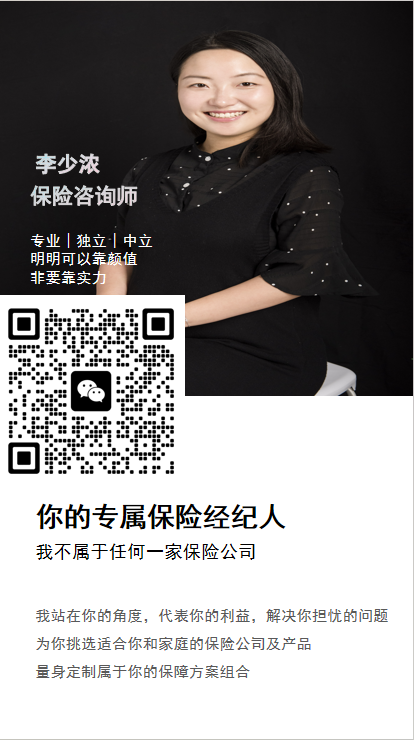 李少浓
保险咨询师
专业｜独立｜中立
明明可以靠颜值
非要靠实力
你的专属保险经纪人
我不属于任何一家保险公司
我站在你的角度，代表你的利益，解决你担忧的问题
为你挑选适合你和家庭的保险公司及产品
量身定制属于你的保障方案组合